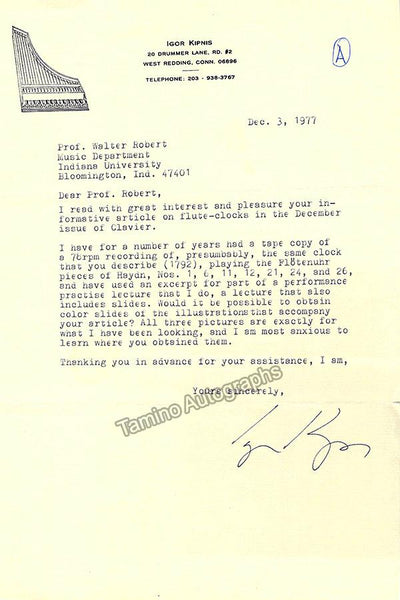 IGOR KIPNIS
20 DRUMMER LANE, RD. #2
WEST REDDING, CONN. 06896
TELEPHONE: 203 - 938-3767
A
Dec. 3, 1977
Prof. Walter Robert
Music Department
Indiana University
Bloomington, Ind. 47401
Dear Prof. Robert,
I read with great interest and pleasure your in-
formative article on flute-clocks in the December
issue of Clavier.
I have for a number of years had a tape copy of
a 78rpm recording of, presumably, the same clock
that you describe (1792), playing the Flötenuhr
pieces of Haydn, Nos. 1, 6, 11, 12, 21, 24, and 26,
and have used an excerpt for part of a performance
practise lecture that I do, a lecture that also
includes slides. Would it be possible to obtain
color slides of the illustrations that accompany
your article? All three pictures are exactly for
what I have been looking, and I am most anxious to
learn where you obtained them.
Thanking you in advance for your assistance, I am,
Yours sincerely,
Igor Kipnis
Tamino Autographs